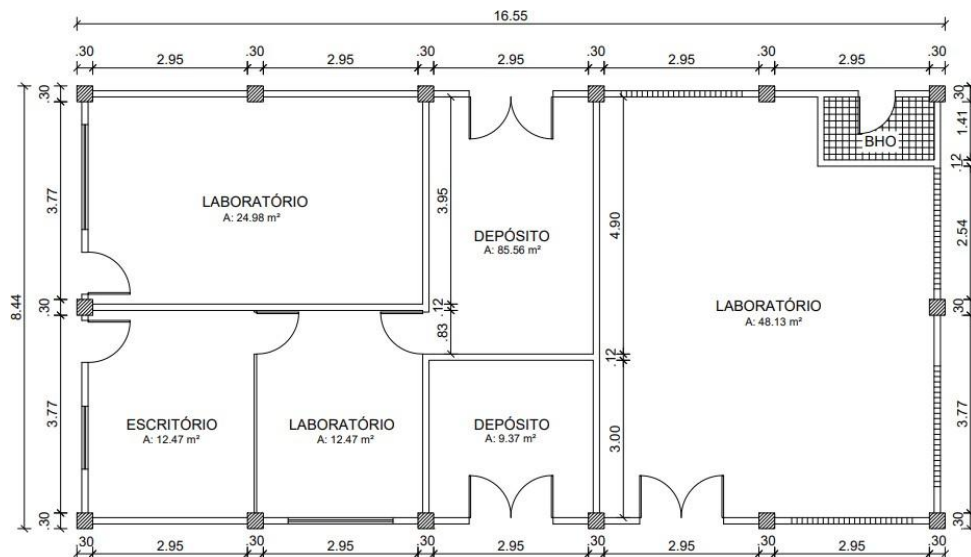 16.55
.30 2.95 .30 2.95 .30 2.95 .30 2.95 .30 2.95 .30
8.44
.30
3.77
.30
3.77
.30
LABORATÓRIO
A: 24.98 m²
3.95
.12
.83
DEPÓSITO
A: 85.56 m²
4.90
.12
3.00
BHO
LABORATÓRIO
A: 48.13 m²
.30
1.41
.12
2.54
.30
3.77
.30
ESCRITÓRIO
A: 12.47 m²
LABORATÓRIO
A: 12.47 m²
DEPÓSITO
A: 9.37 m²
.30 2.95 .30 2.95 .30 2.95 .30 2.95 .30 2.95 .30